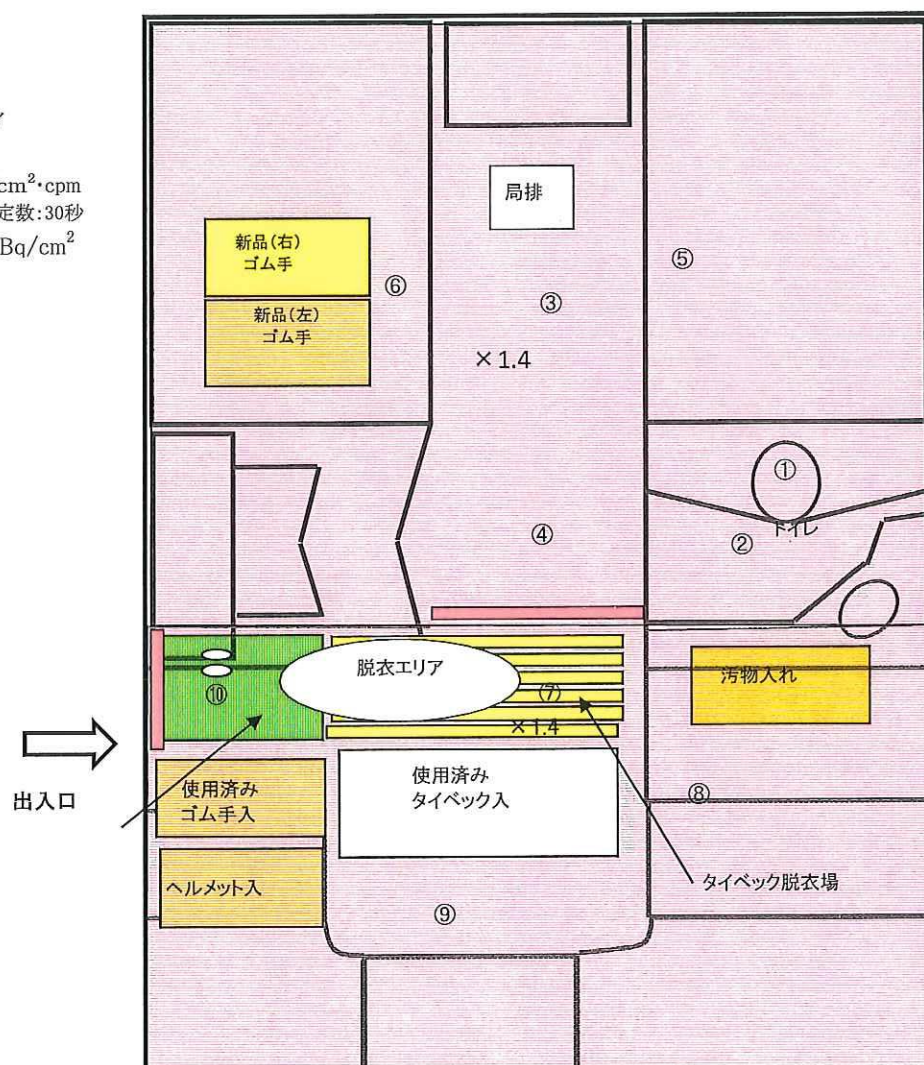 cm²・cpm
定数:30秒
Bq/cm²
局排
新品(右)
ゴム手
新品(左)
ゴム手
⑥
③
⑤
×1.4
①
トイレ
②
④
脱衣エリア
⑦
×1.4
⑩
汚物入れ
出入口
使用済み
ゴム手入
使用済み
タイベック入
⑧
ヘルメット入
タイベック脱衣場
⑨